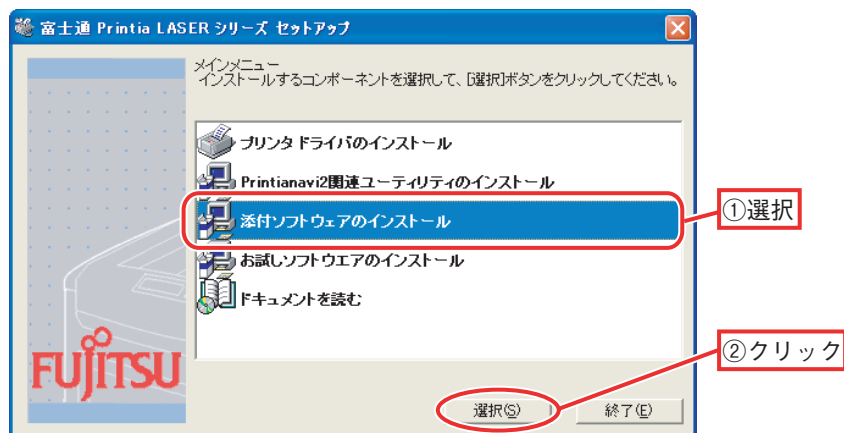 富士通 Printia LASER シリーズ セットアップ
メインメニュー
インストールするコンポーネントを選択して、[選択]ボタンをクリックしてください。
プリンタ ドライバのインストール
Printianavi2関連ユーティリティのインストール
添付ソフトウェアのインストール
①選択
お試しソフトウエアのインストール
ドキュメントを読む
②クリック
FUJITSU
選択(S)
終了(E)